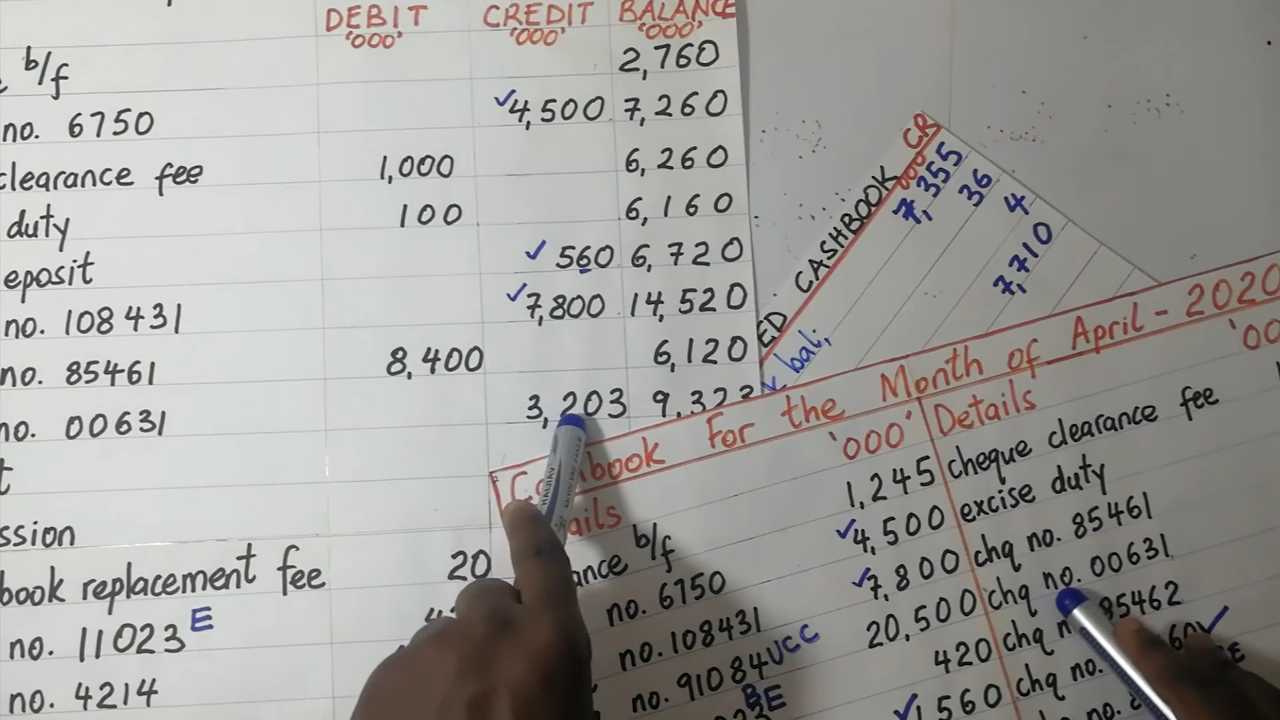 DEBIT CREDIT BALANCE
'000' '000' '000'
b/f 2,760
no. 6750 ✓4,500 7,260
clearance fee 1,000 6,260
duty 100 6,160
eposit ✓ 560 6,720
no. 108431 ✓7,800 14,520
no. 85461 8,400 6,120
no. 00631 3,203
t
ssion
book replacement fee 20
no. 11023 E
no. 4214
ED CASHBOOK CR
'000'
7,355
36
4
7,710
bal,
book For the Month of April - 2020
ails '000' Details '00
ance b/f 1,245 cheque clearance fee
no. 6750 ✓4,500 excise duty
no. 108431 ✓7,800 chq no. 85461
no. 91084 UCC 20,500 chq no. 00631
BE 420 chq 85462
✓1,560 chq no.
no.